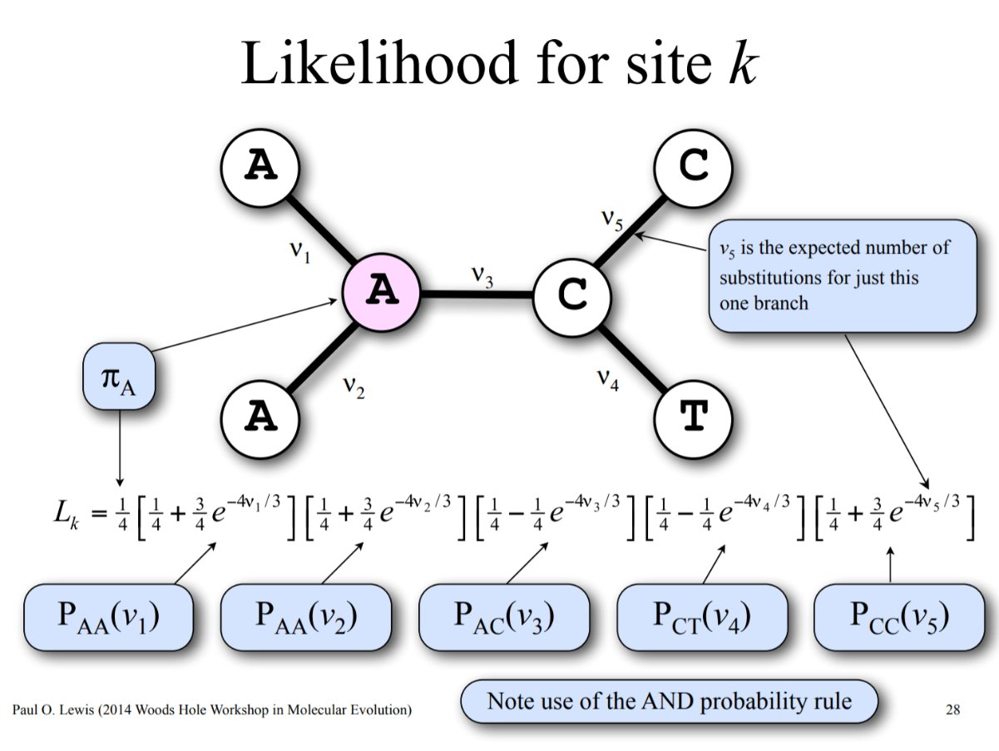 Likelihood for site k
A
C
ν5
ν1
ν3
A
C
ν5 is the expected number of
substitutions for just this
one branch
πA
ν2
ν4
A
T
Lk = 1/4 [1/4 + 3/4 e^−4ν1/3] [1/4 + 3/4 e^−4ν2/3] [1/4 − 1/4 e^−4ν3/3] [1/4 − 1/4 e^−4ν4/3] [1/4 + 3/4 e^−4ν5/3]
PAA(ν1)
PAA(ν2)
PAC(ν3)
PCT(ν4)
PCC(ν5)
Note use of the AND probability rule
Paul O. Lewis (2014 Woods Hole Workshop in Molecular Evolution)
28